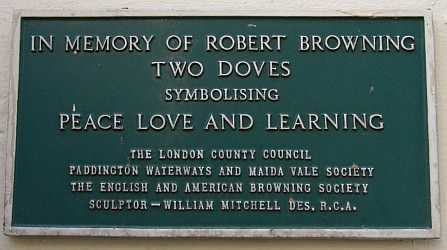 IN MEMORY OF ROBERT BROWNING
TWO DOVES
SYMBOLISING
PEACE LOVE AND LEARNING
THE LONDON COUNTY COUNCIL
PADDINGTON WATERWAYS AND MAIDA VALE SOCIETY
THE ENGLISH AND AMERICAN BROWNING SOCIETY
SCULPTOR — WILLIAM MITCHELL DES. R.C.A.